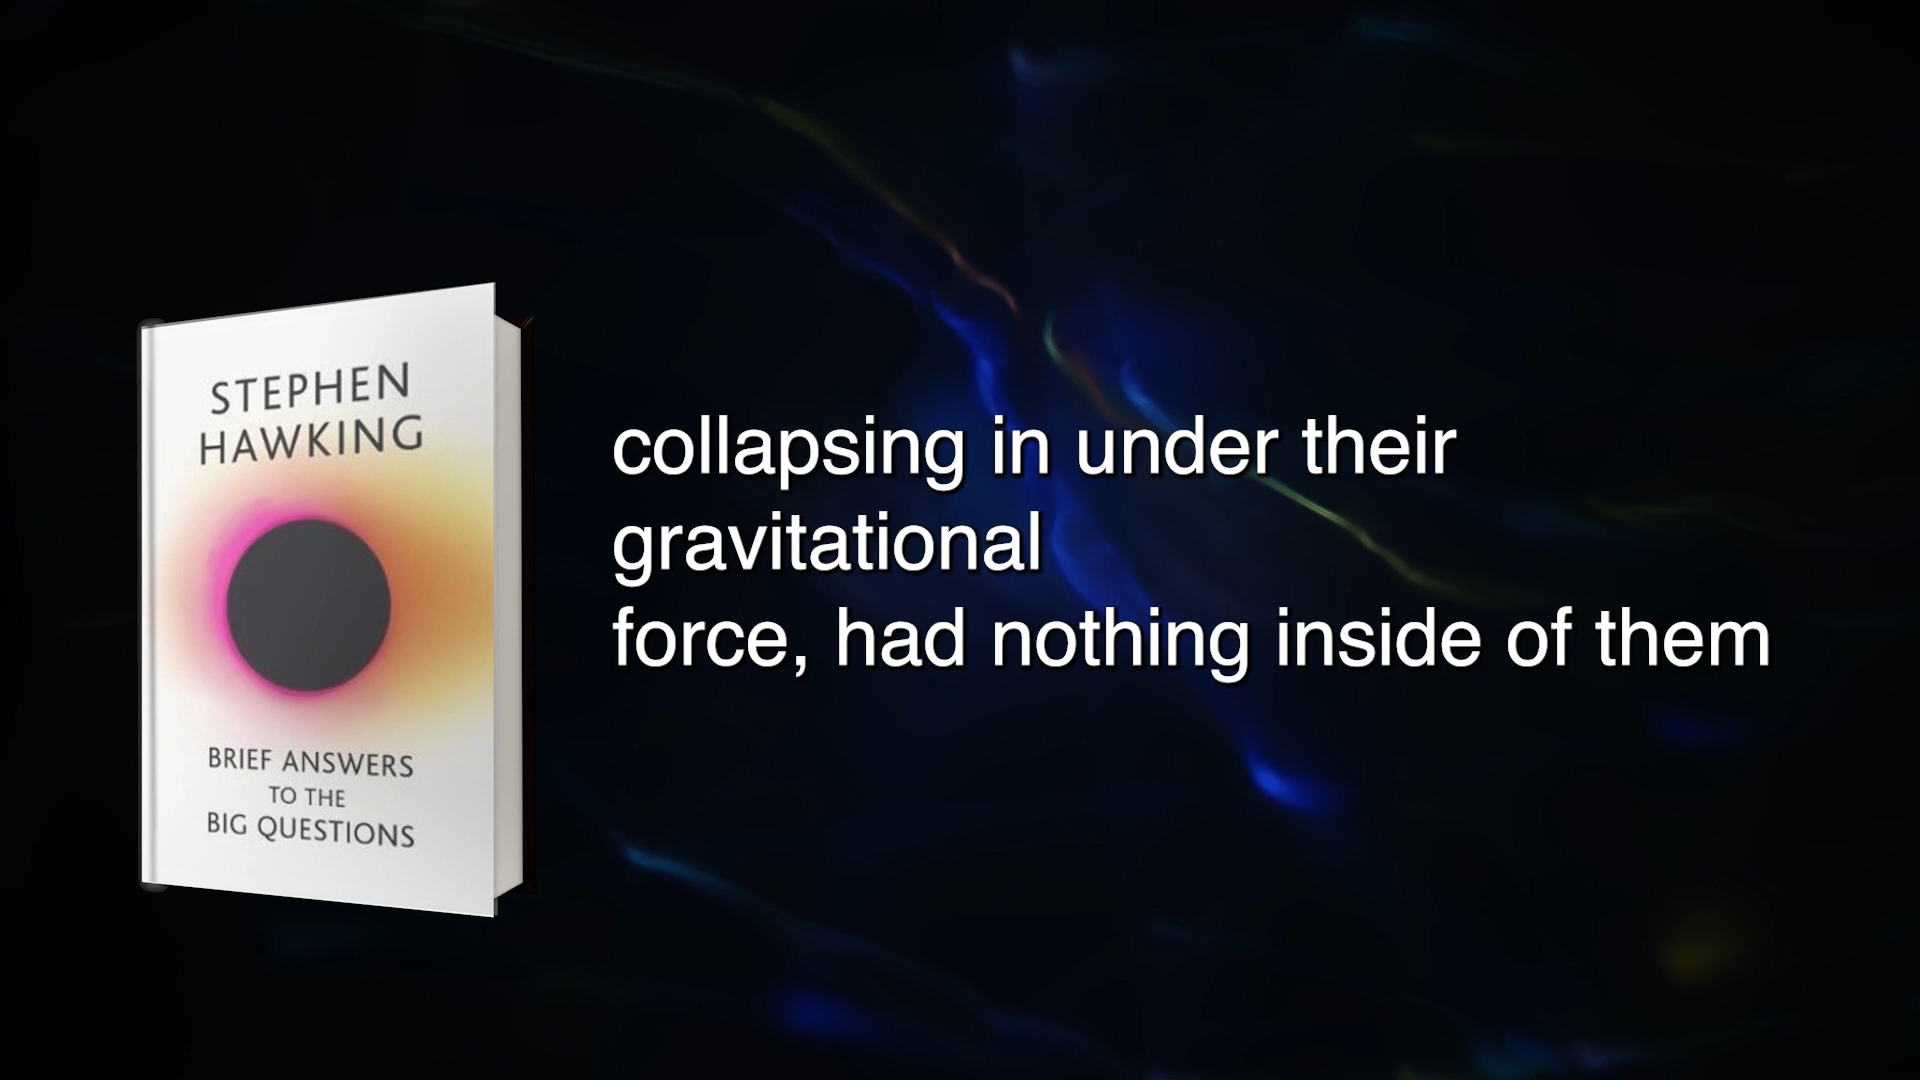 STEPHEN
HAWKING
BRIEF ANSWERS
TO THE
BIG QUESTIONS
collapsing in under their
gravitational
force, had nothing inside of them